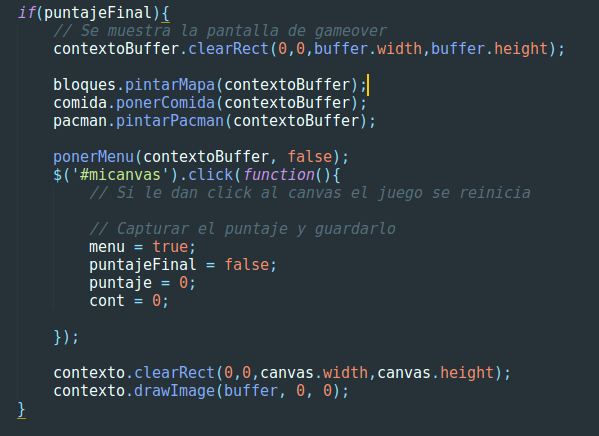 if(puntajeFinal){
// Se muestra la pantalla de gameover
contextoBuffer.clearRect(0,0,buffer.width,buffer.height);
bloques.pintarMapa(contextoBuffer);
comida.ponerComida(contextoBuffer);
pacman.pintarPacman(contextoBuffer);
ponerMenu(contextoBuffer, false);
$('#micanvas').click(function(){
// Si le dan click al canvas el juego se reinicia
// Capturar el puntaje y guardarlo
menu = true;
puntajeFinal = false;
puntaje = 0;
cont = 0;
});
contexto.clearRect(0,0,canvas.width,canvas.height);
contexto.drawImage(buffer, 0, 0);
}